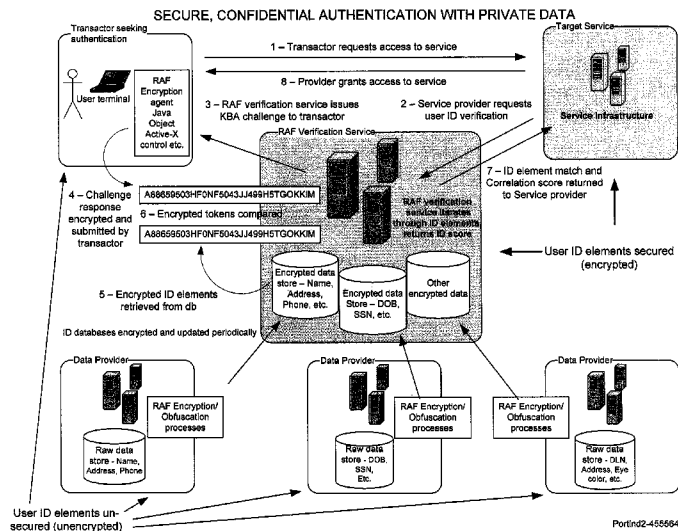 SECURE, CONFIDENTIAL AUTHENTICATION WITH PRIVATE DATA
Transactor seeking
authentication
User terminal
RAF
Encryption
agent
Java
Object
Active-X
control etc.
1 – Transactor requests access to service
8 – Provider grants access to service
Target Service
Service Infrastructure
3 – RAF verification service issues
KBA challenge to transactor
2 – Service provider requests
user ID verification
RAF Verification Service
7 – ID element match and
Correlation score returned
to Service provider
4 – Challenge
response
encrypted and
submitted by
transactor
A88659503HF0NF5043JJ499H5TGOKKIM
6 – Encrypted tokens compared
A88659503HF0NF5043JJ499H5TGOKKIM
RAF verification
service iterates
through ID elements
returns ID score
User ID elements secured
(encrypted)
5 – Encrypted ID elements
retrieved from db
Encrypted data
store – Name,
Address,
Phone, etc.
Encrypted data
Store – DOB,
SSN, etc.
Other
encrypted data
ID databases encrypted and updated periodically
Data Provider
RAF Encryption/
Obfuscation
processes
Raw data
store - Name,
Address, Phone
Data Provider
RAF Encryption/
Obfuscation
processes
Raw data
store - DOB,
SSN,
Etc.
Data Provider
RAF Encryption/
Obfuscation
processes
Raw data
store - DLN,
Address, Eye
color, etc.
User ID elements un-
secured (unencrypted)
Portlnd2-455564